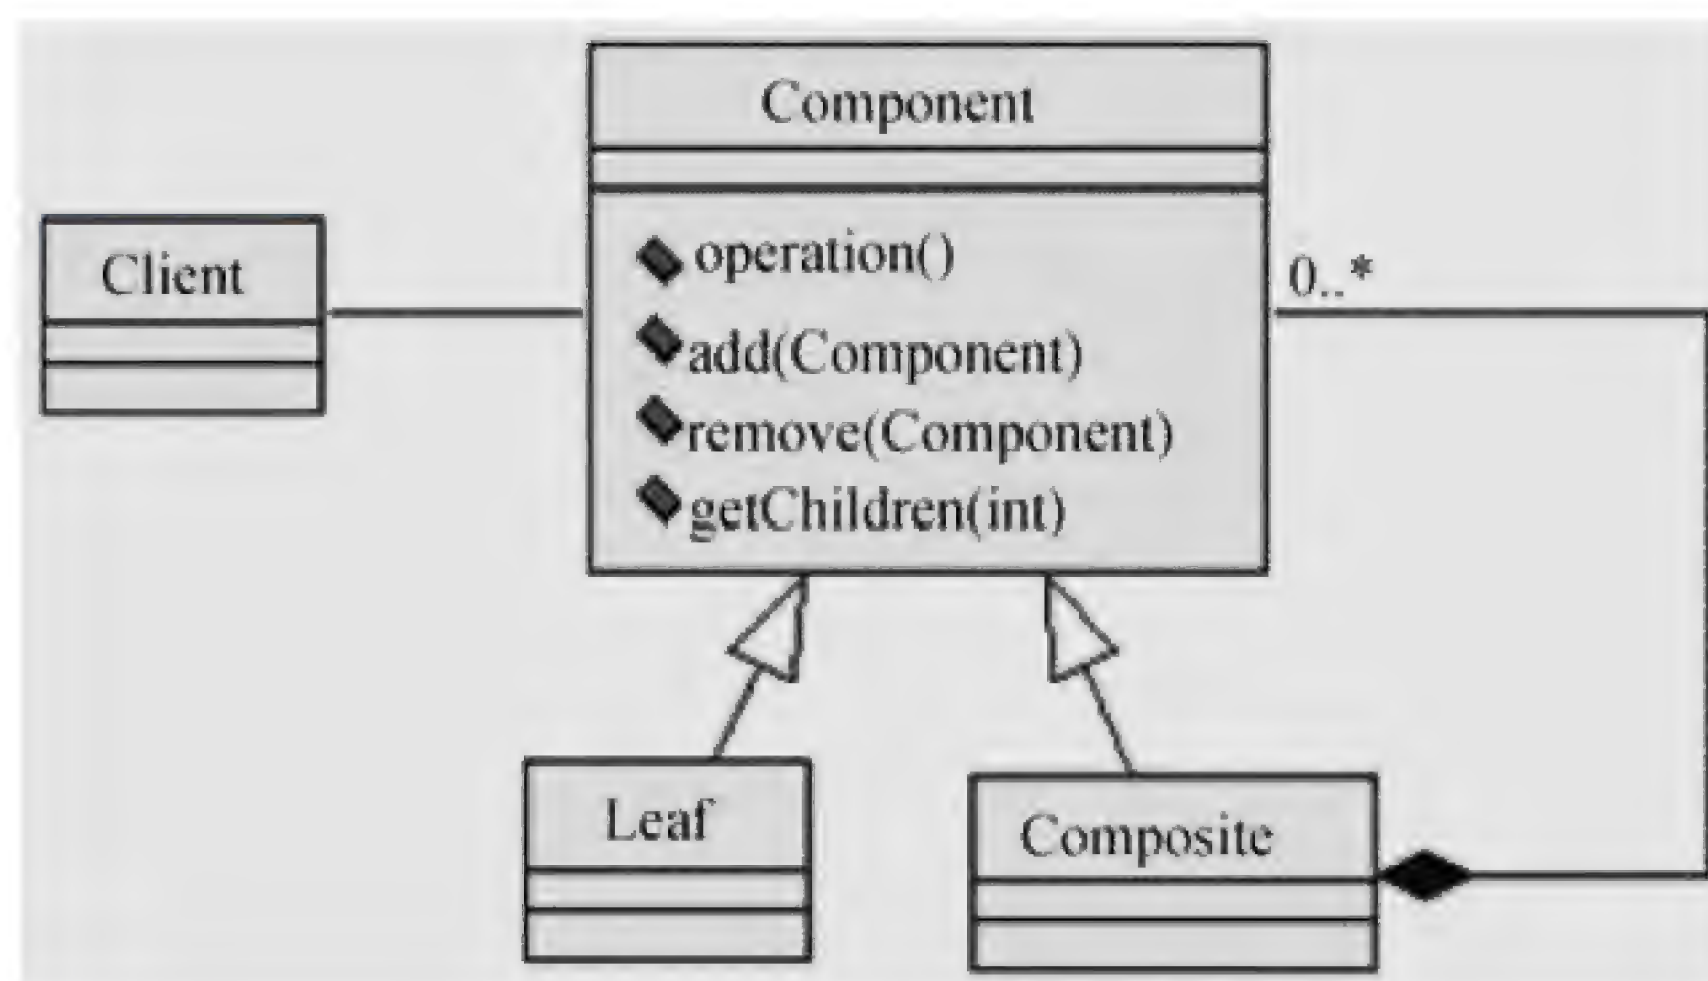 Component
Client
operation()
0..*
add(Component)
remove(Component)
getChildren(int)
Leaf
Composite